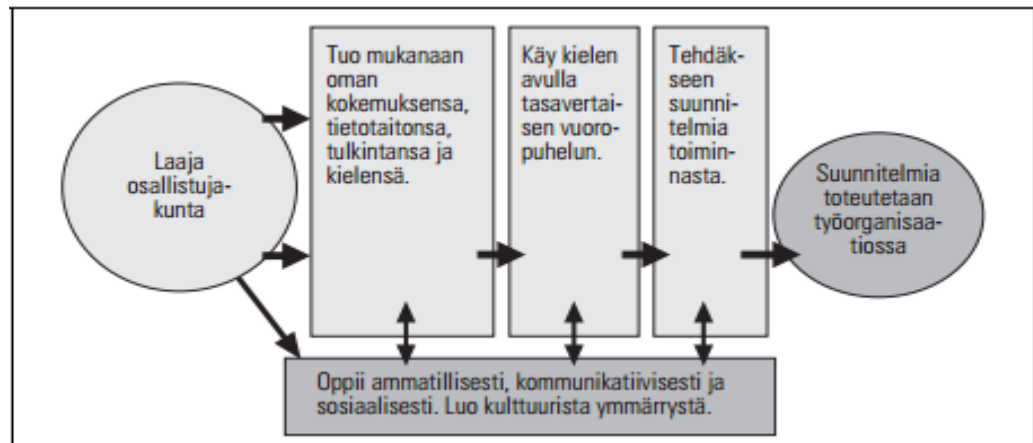 Laaja
osallistuja-
kunta
Tuo mukanaan
oman
kokemuksensa,
tietotaitonsa,
tulkintansa ja
kielensä.
Käy kielen
avulla
tasavertai-
sen vuoro-
puhelun.
Tehdäk-
seen
suunni-
telmia
toimin-
nasta.
Suunnitelmia
toteutetaan
työorganisaa-
tiossa
Oppii ammatillisesti, kommunikatiivisesti ja
sosiaalisesti. Luo kulttuurista ymmärrystä.